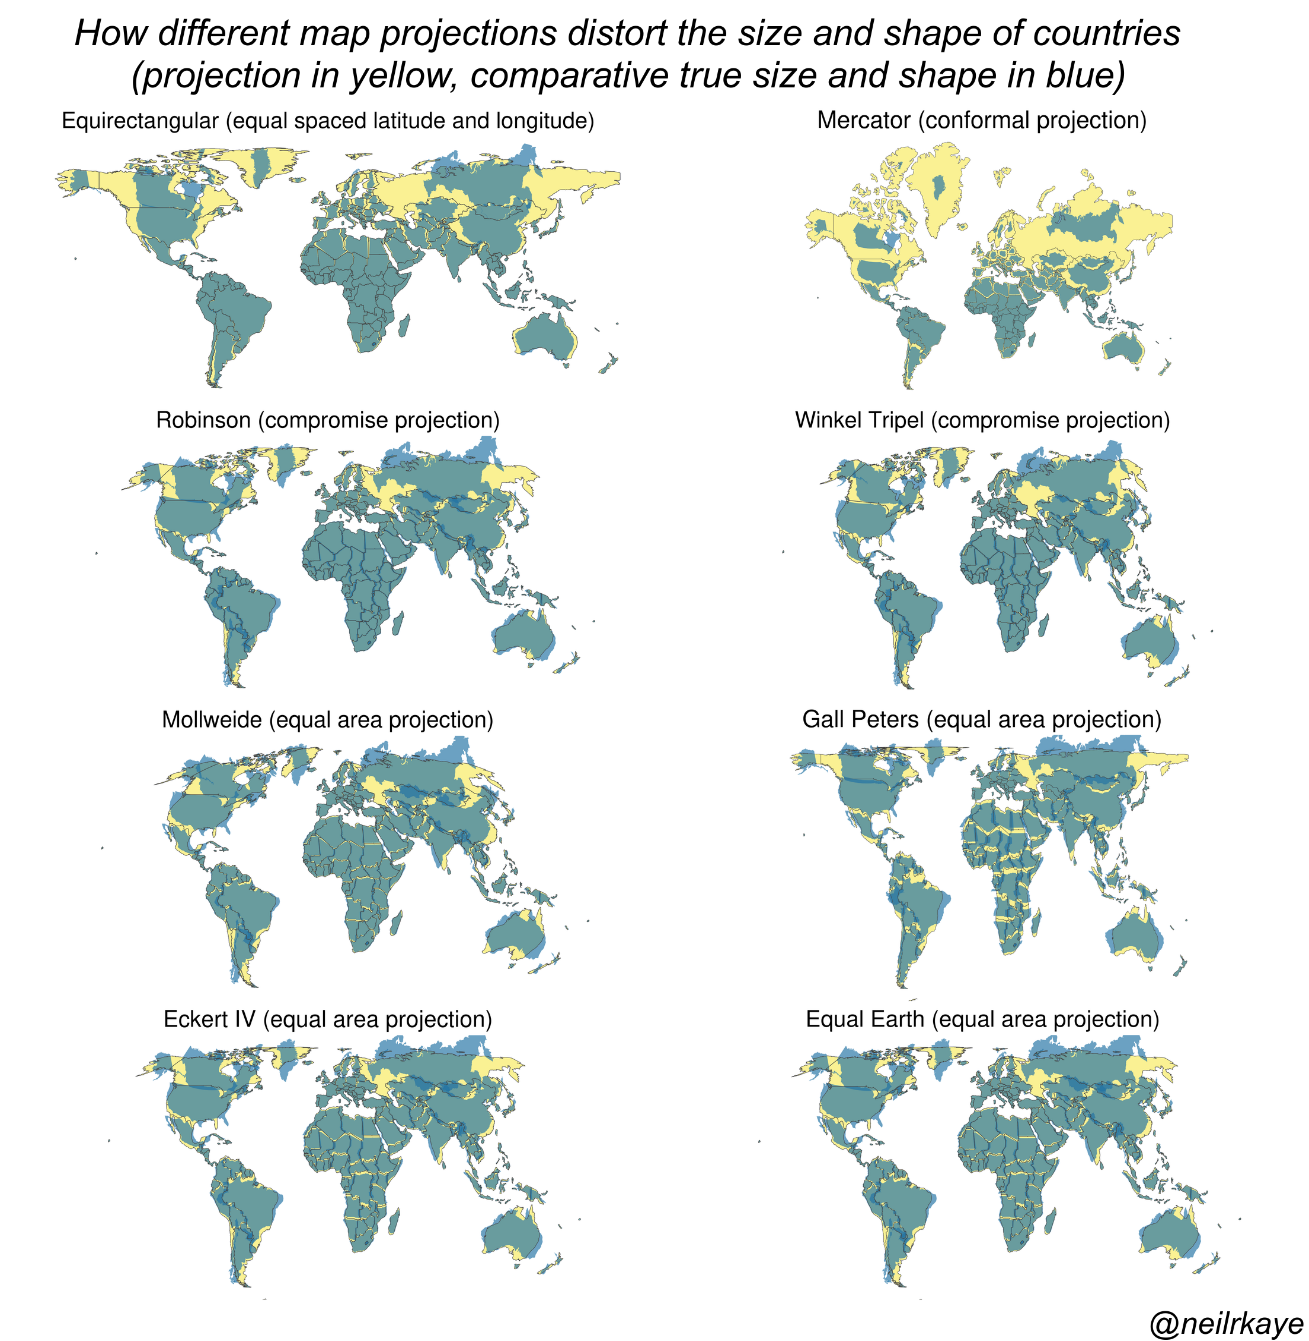 How different map projections distort the size and shape of countries
(projection in yellow, comparative true size and shape in blue)
Equirectangular (equal spaced latitude and longitude)
Mercator (conformal projection)
Robinson (compromise projection)
Winkel Tripel (compromise projection)
Mollweide (equal area projection)
Gall Peters (equal area projection)
Eckert IV (equal area projection)
Equal Earth (equal area projection)
@neilrkaye